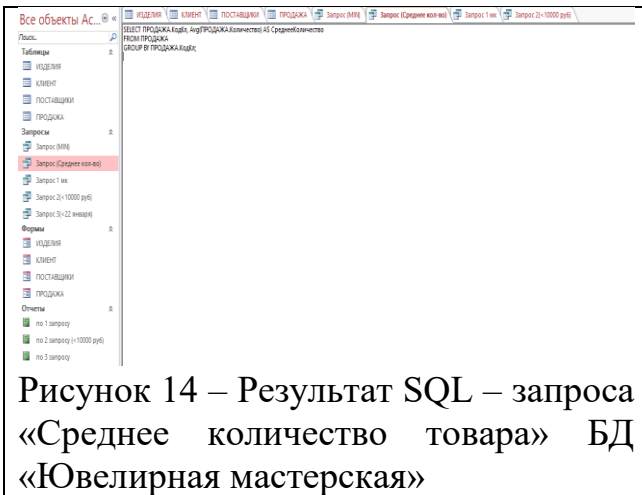 Все объекты Ac...
Поиск...
Таблицы
ИЗДЕЛИЯ
КЛИЕНТ
ПОСТАВЩИКИ
ПРОДАЖА
Запросы
Запрос (MIN)
Запрос (Среднее кол-во)
Запрос 1 мк
Запрос 2(<10000 руб)
Запрос 3(<22 января)
Формы
ИЗДЕЛИЯ
КЛИЕНТ
ПОСТАВЩИКИ
ПРОДАЖА
Отчеты
по 1 запросу
по 2 запросу (<10000 руб)
по 3 запросу
ИЗДЕЛИЯ КЛИЕНТ ПОСТАВЩИКИ ПРОДАЖА Запрос (MIN) Запрос (Среднее кол-во) Запрос 1 мк Запрос 2(<10000 руб)
SELECT ПРОДАЖА.КодКл, Avg(ПРОДАЖА.Количество) AS СреднееКоличество
FROM ПРОДАЖА
GROUP BY ПРОДАЖА.КодКл;
Рисунок 14 – Результат SQL – запроса
«Среднее количество товара» БД
«Ювелирная мастерская»